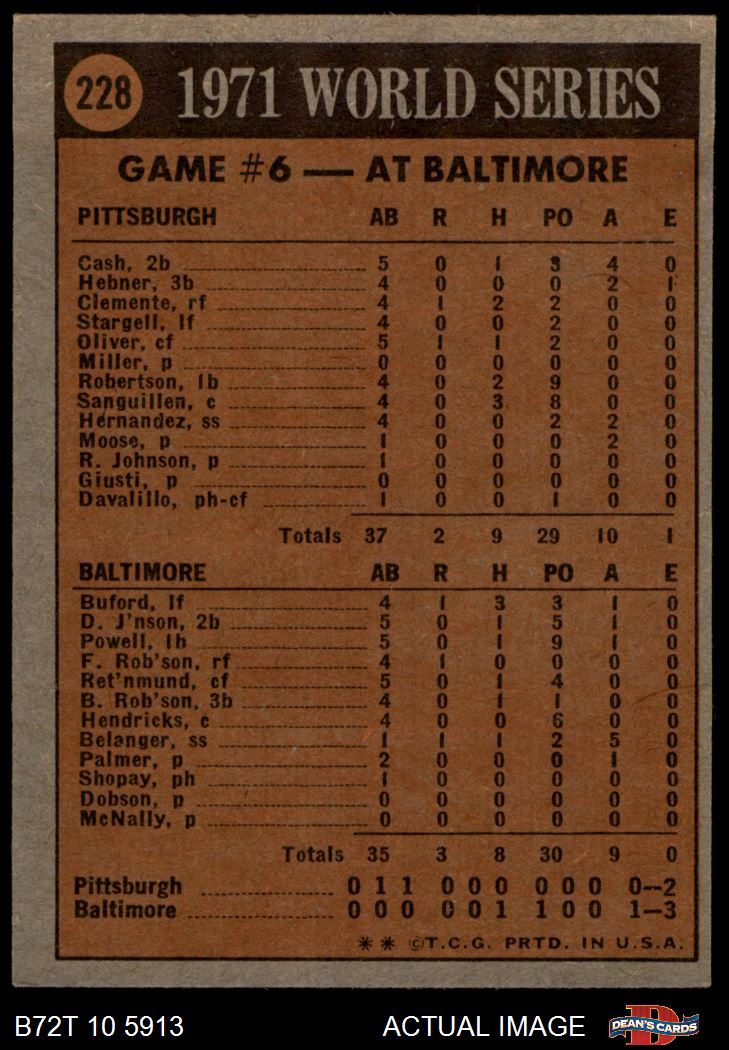 228 1971 WORLD SERIES
GAME #6 — AT BALTIMORE
PITTSBURGH AB R H PO A E
Cash, 2b 5 0 1 3 4 0
Hebner, 3b 4 0 0 0 2 1
Clemente, rf 4 1 2 2 0 0
Stargell, lf 4 0 0 2 0 0
Oliver, cf 5 1 1 2 0 0
Miller, p 0 0 0 0 0 0
Robertson, 1b 4 0 2 9 0 0
Sanguillen, c 4 0 3 8 0 0
Hernandez, ss 4 0 0 2 2 0
Moose, p 1 0 0 0 2 0
R. Johnson, p 1 0 0 0 0 0
Giusti, p 0 0 0 0 0 0
Davalillo, ph-cf 1 0 0 1 0 0
Totals 37 2 9 29 10 1
BALTIMORE AB R H PO A E
Buford, lf 4 1 3 3 1 0
D. J'nson, 2b 5 0 1 5 1 0
Powell, 1b 5 0 1 9 1 0
F. Rob'son, rf 4 1 0 0 0 0
Ret'nmund, cf 5 0 1 4 0 0
B. Rob'son, 3b 4 0 1 1 0 0
Hendricks, c 4 0 0 6 0 0
Belanger, ss 1 1 1 2 5 0
Palmer, p 2 0 0 0 1 0
Shopay, ph 1 0 0 0 0 0
Dobson, p 0 0 0 0 0 0
McNally, p 0 0 0 0 0 0
Totals 35 3 8 30 9 0
Pittsburgh 0 1 1 0 0 0 0 0 0 0--2
Baltimore 0 0 0 0 0 1 1 0 0 1—3
** ©T.C.G. PRTD. IN U.S.A.
B72T 10 5913 ACTUAL IMAGE DEAN'S CARDS